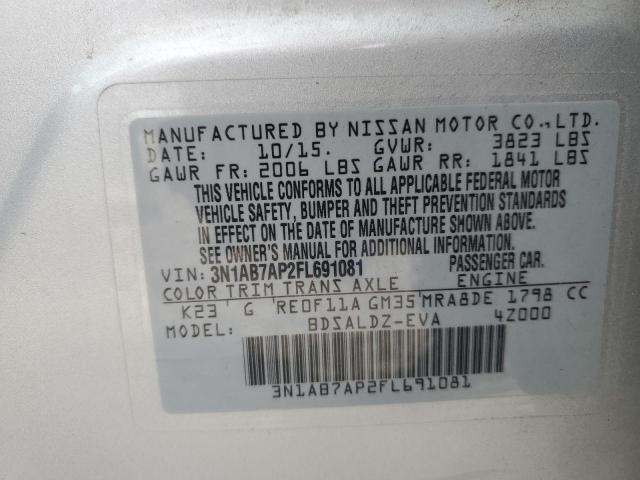 MANUFACTURED BY NISSAN MOTOR CO., LTD.
DATE: 10/15. GVWR: 3823 LBS
GAWR FR: 2006 LBS GAWR RR: 1841 LBS
THIS VEHICLE CONFORMS TO ALL APPLICABLE FEDERAL MOTOR
VEHICLE SAFETY, BUMPER AND THEFT PREVENTION STANDARDS
IN EFFECT ON THE DATE OF MANUFACTURE SHOWN ABOVE.
SEE OWNER'S MANUAL FOR ADDITIONAL INFORMATION.
VIN: 3N1AB7AP2FL691081 PASSENGER CAR.
COLOR TRIM TRANS AXLE ENGINE
K23 G RE0F11A GM35 MRA8DE 1798 CC
MODEL: BDSALDZ-EVA 4Z000
3N1AB7AP2FL691081